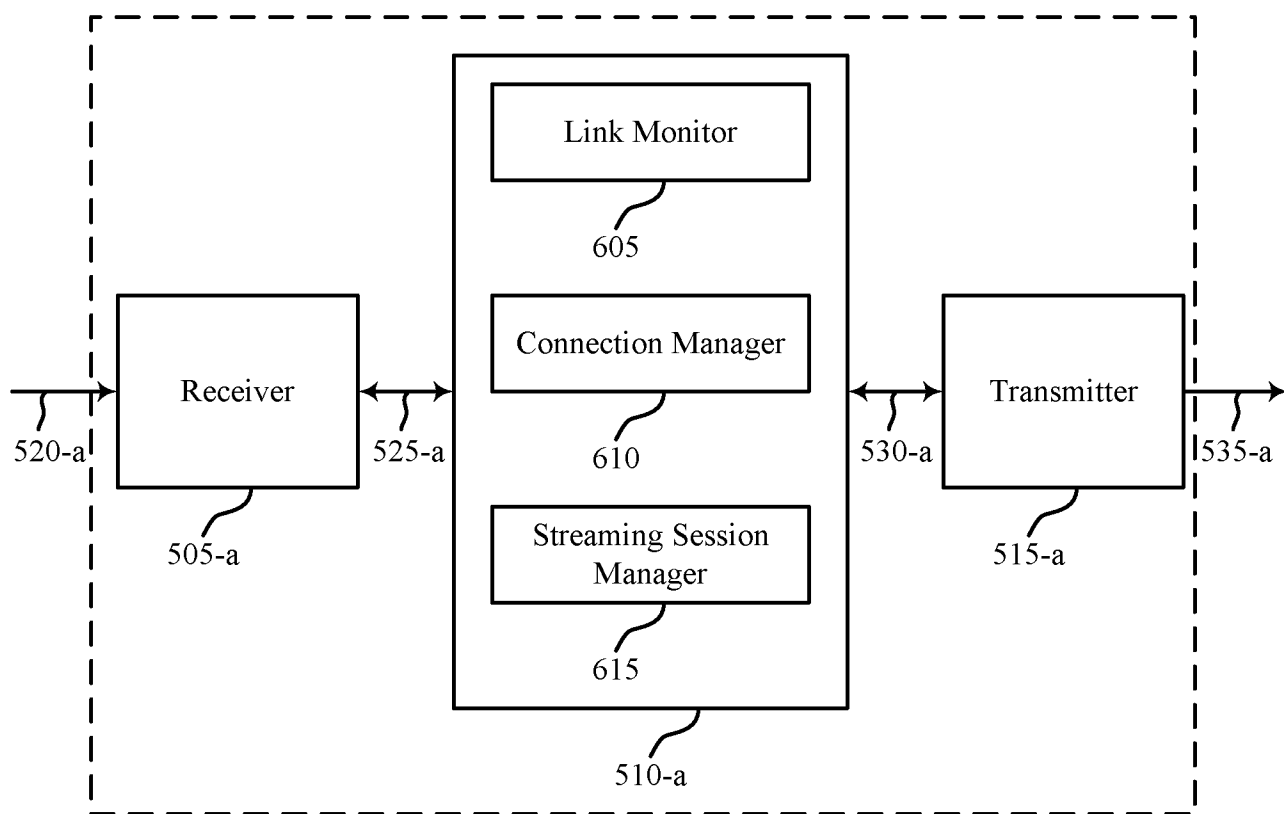 Link Monitor
605
Connection Manager
610
Streaming Session
Manager
615
510-a
Receiver
505-a
520-a
525-a
530-a
Transmitter
515-a
535-a